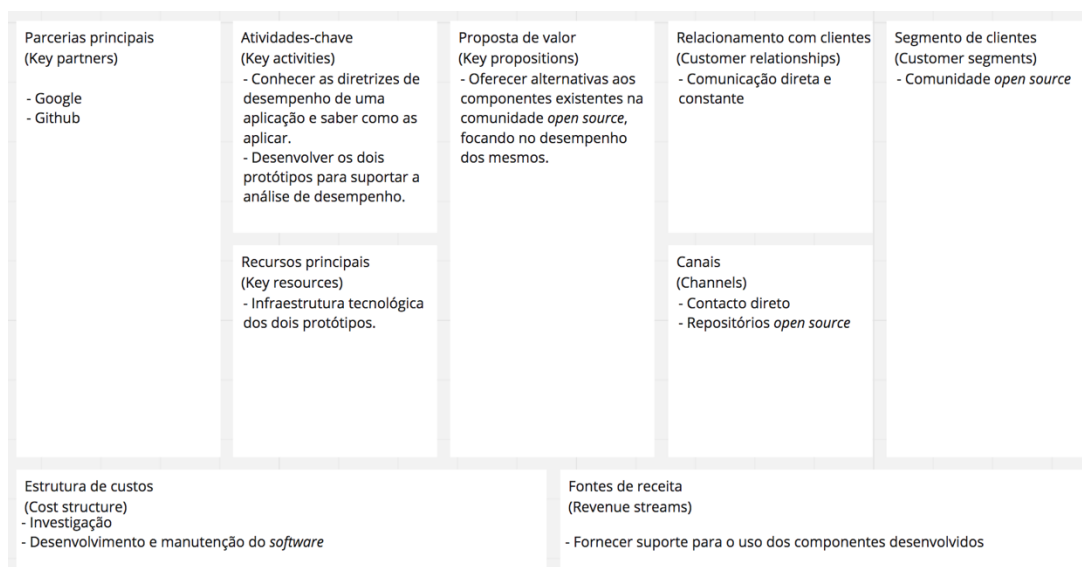 Parcerias principais
(Key partners)
- Google
- Github
Atividades-chave
(Key activities)
- Conhecer as diretrizes de
desempenho de uma
aplicação e saber como as
aplicar.
- Desenvolver os dois
protótipos para suportar a
análise de desempenho.
Recursos principais
(Key resources)
- Infraestrutura tecnológica
dos dois protótipos.
Proposta de valor
(Key propositions)
- Oferecer alternativas aos
componentes existentes na
comunidade open source,
focando no desempenho
dos mesmos.
Relacionamento com clientes
(Customer relationships)
- Comunicação direta e
constante
Canais
(Channels)
- Contacto direto
- Repositórios open source
Segmento de clientes
(Customer segments)
- Comunidade open source
Estrutura de custos
(Cost structure)
- Investigação
- Desenvolvimento e manutenção do software
Fontes de receita
(Revenue streams)
- Fornecer suporte para o uso dos componentes desenvolvidos